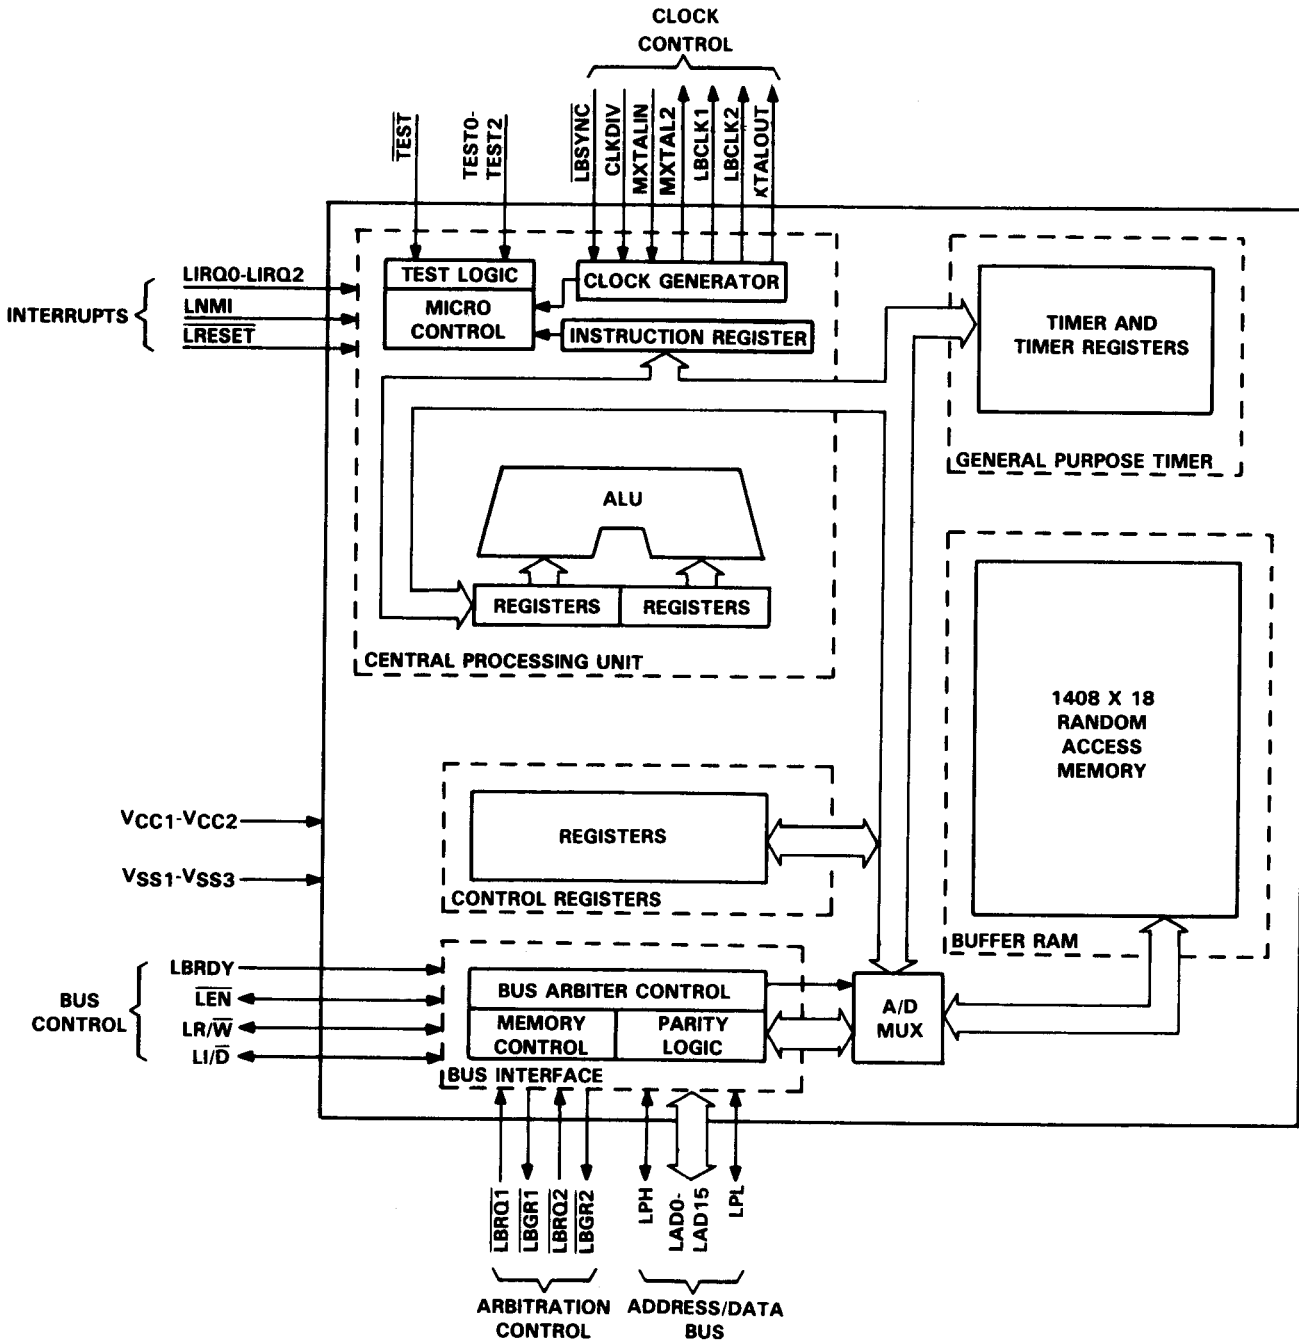 CLOCK
CONTROL
TEST
TEST0-
TEST2
LBSYNC
CLKDIV
MXTALIN
MXTAL2
LBCLK1
LBCLK2
XTALOUT
INTERRUPTS
LIRQ0-LIRQ2
LNMI
LRESET
TEST LOGIC
MICRO
CONTROL
CLOCK GENERATOR
INSTRUCTION REGISTER
TIMER AND
TIMER REGISTERS
GENERAL PURPOSE TIMER
ALU
REGISTERS
REGISTERS
CENTRAL PROCESSING UNIT
1408 X 18
RANDOM
ACCESS
MEMORY
BUFFER RAM
VCC1-VCC2
VSS1-VSS3
REGISTERS
CONTROL REGISTERS
BUS
CONTROL
LBRDY
LEN
LR/W
LI/D
BUS ARBITER CONTROL
MEMORY
CONTROL
PARITY
LOGIC
BUS INTERFACE
A/D
MUX
LBRQ1
LBGR1
LBRQ2
LBGR2
LPH
LAD0-
LAD15
LPL
ARBITRATION
CONTROL
ADDRESS/DATA
BUS